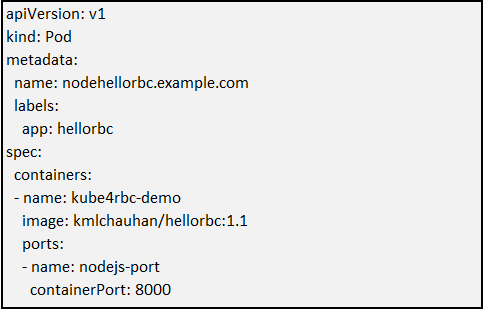 apiVersion: v1
kind: Pod
metadata:
  name: nodehellorbc.example.com
  labels:
    app: hellorbc
spec:
  containers:
  - name: kube4rbc-demo
    image: kmlchauhan/hellorbc:1.1
    ports:
    - name: nodejs-port
      containerPort: 8000